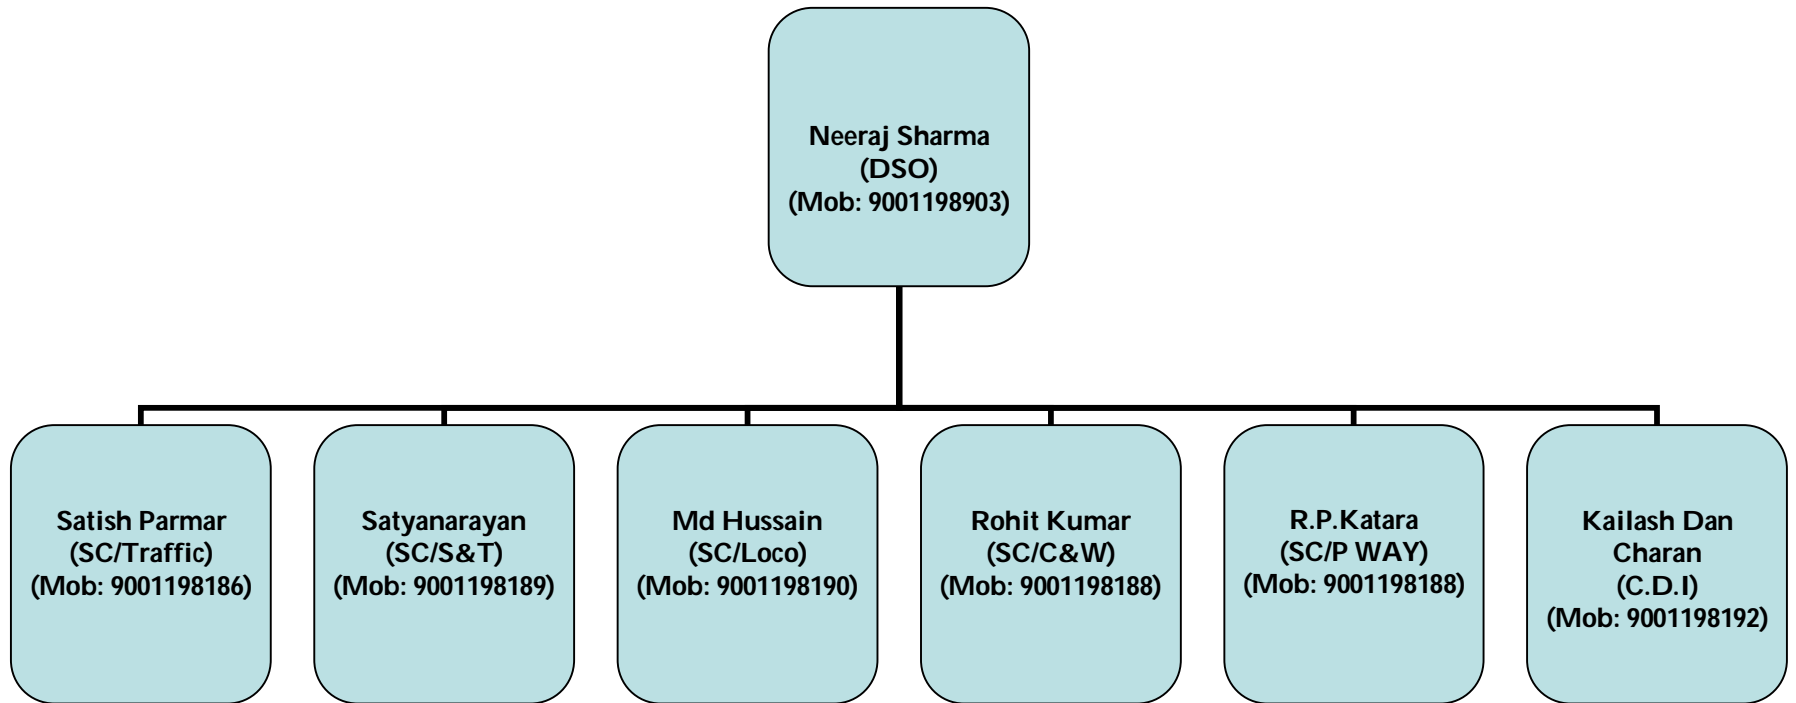 Neeraj Sharma
(DSO)
(Mob: 9001198903)
Satish Parmar
(SC/Traffic)
(Mob: 9001198186)
Satyanarayan
(SC/S&T)
(Mob: 9001198189)
Md Hussain
(SC/Loco)
(Mob: 9001198190)
Rohit Kumar
(SC/C&W)
(Mob: 9001198188)
R.P.Katara
(SC/P WAY)
(Mob: 9001198188)
Kailash Dan
Charan
(C.D.I)
(Mob: 9001198192)